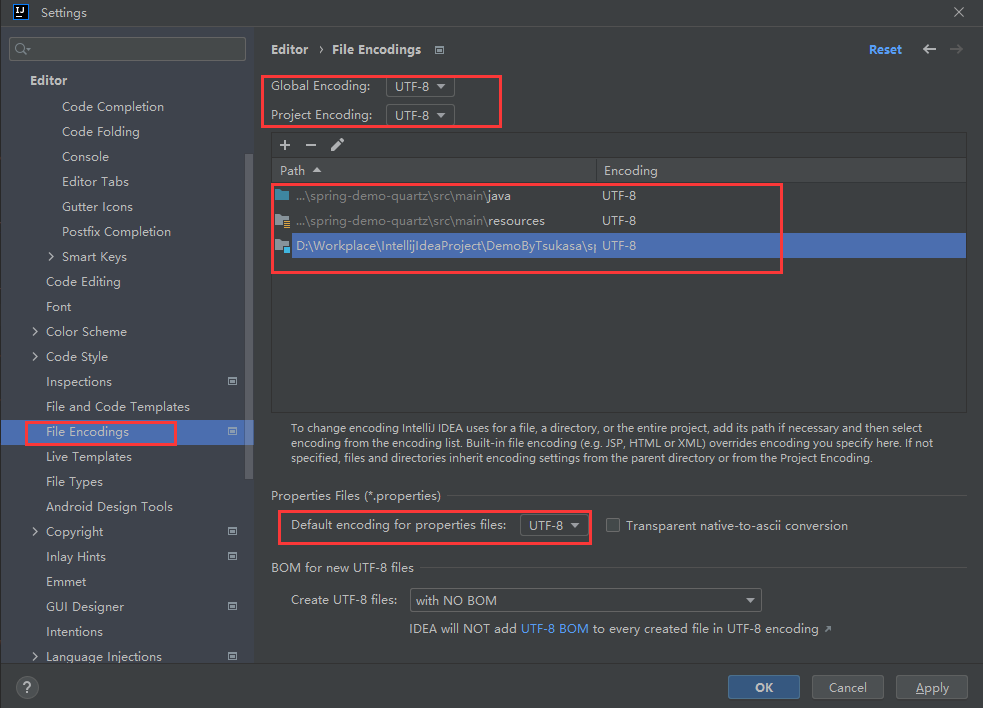 Settings
Editor
Code Completion
Code Folding
Console
Editor Tabs
Gutter Icons
Postfix Completion
Smart Keys
Code Editing
Font
Color Scheme
Code Style
Inspections
File and Code Templates
File Encodings
Live Templates
File Types
Android Design Tools
Copyright
Inlay Hints
Emmet
GUI Designer
Intentions
Language Injections
Editor › File Encodings
Reset
Global Encoding: UTF-8
Project Encoding: UTF-8
Path Encoding
...\spring-demo-quartz\src\main\java UTF-8
...\spring-demo-quartz\src\main\resources UTF-8
D:\Workplace\IntellijIdeaProject\DemoByTsukasa\sp UTF-8
To change encoding IntelliJ IDEA uses for a file, a directory, or the entire project, add its path if necessary and then select
encoding from the encoding list. Built-in file encoding (e.g. JSP, HTML or XML) overrides encoding you specify here. If not
specified, files and directories inherit encoding settings from the parent directory or from the Project Encoding.
Properties Files (*.properties)
Default encoding for properties files: UTF-8 Transparent native-to-ascii conversion
BOM for new UTF-8 files
Create UTF-8 files: with NO BOM
IDEA will NOT add UTF-8 BOM to every created file in UTF-8 encoding ↗
?
OK
Cancel
Apply